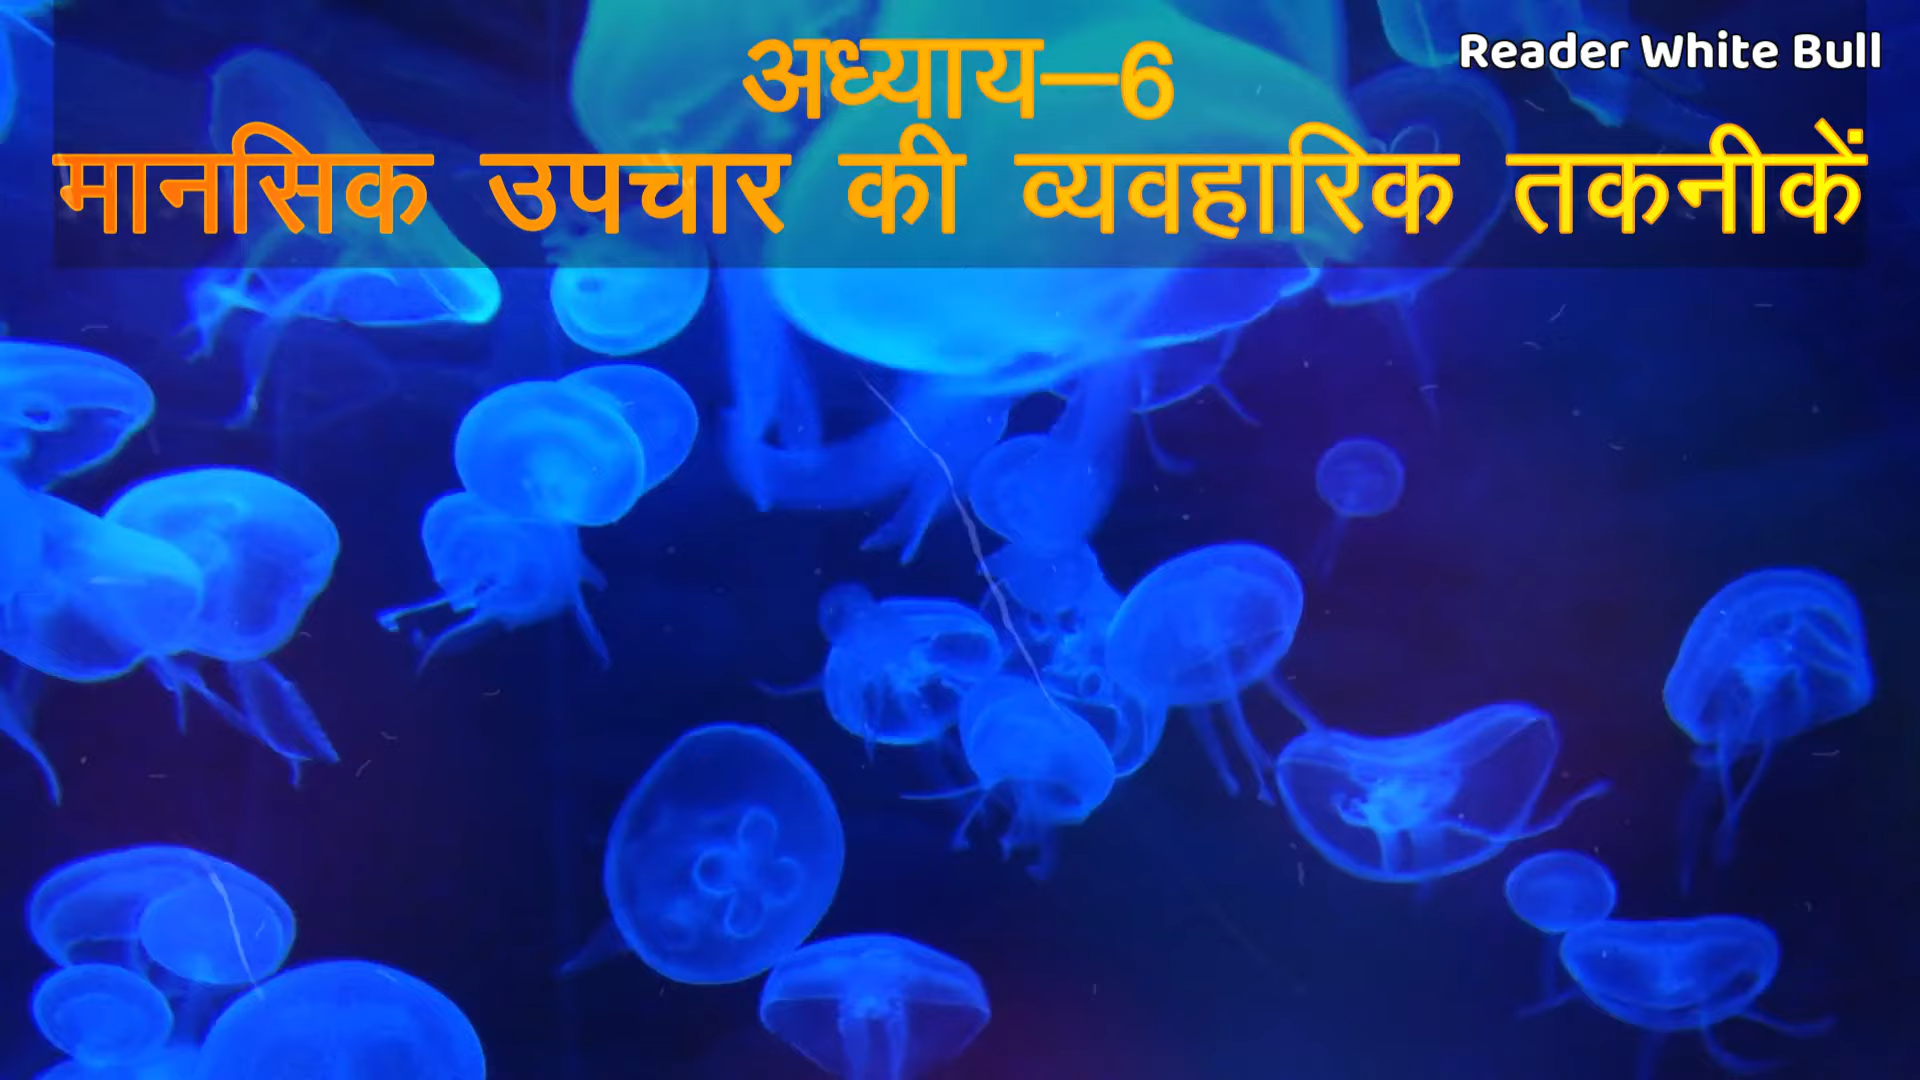 Reader White Bull
अध्याय—6
मानसिक उपचार की व्यवहारिक तकनीकें